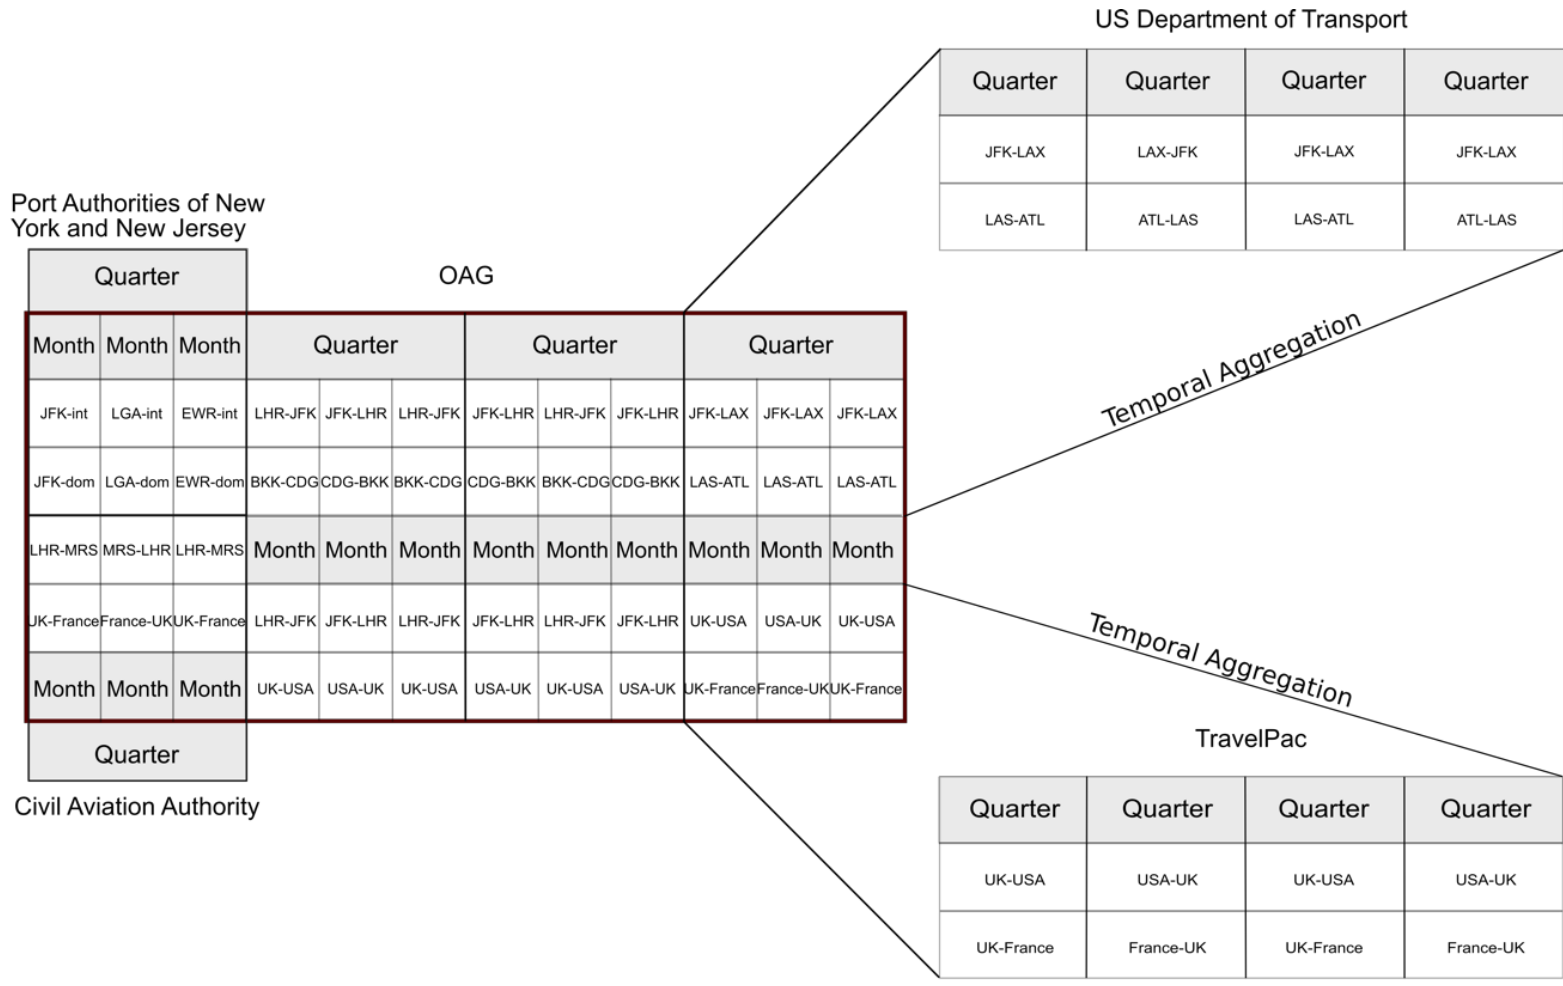 US Department of Transport
Quarter Quarter Quarter Quarter
JFK-LAX LAX-JFK JFK-LAX JFK-LAX
LAS-ATL ATL-LAS LAS-ATL ATL-LAS
Port Authorities of New
York and New Jersey
Quarter
OAG
Month Month Month Quarter Quarter Quarter
JFK-int LGA-int EWR-int LHR-JFK JFK-LHR LHR-JFK JFK-LHR LHR-JFK JFK-LHR JFK-LAX JFK-LAX JFK-LAX
JFK-dom LGA-dom EWR-dom BKK-CDG CDG-BKK BKK-CDG CDG-BKK BKK-CDG CDG-BKK LAS-ATL LAS-ATL LAS-ATL
LHR-MRS MRS-LHR LHR-MRS Month Month Month Month Month Month Month Month Month
UK-France France-UK UK-France LHR-JFK JFK-LHR LHR-JFK JFK-LHR LHR-JFK JFK-LHR UK-USA USA-UK UK-USA
Month Month Month UK-USA USA-UK UK-USA USA-UK UK-USA USA-UK UK-France France-UK UK-France
Quarter
Civil Aviation Authority
Temporal Aggregation
Temporal Aggregation
TravelPac
Quarter Quarter Quarter Quarter
UK-USA USA-UK UK-USA USA-UK
UK-France France-UK UK-France France-UK